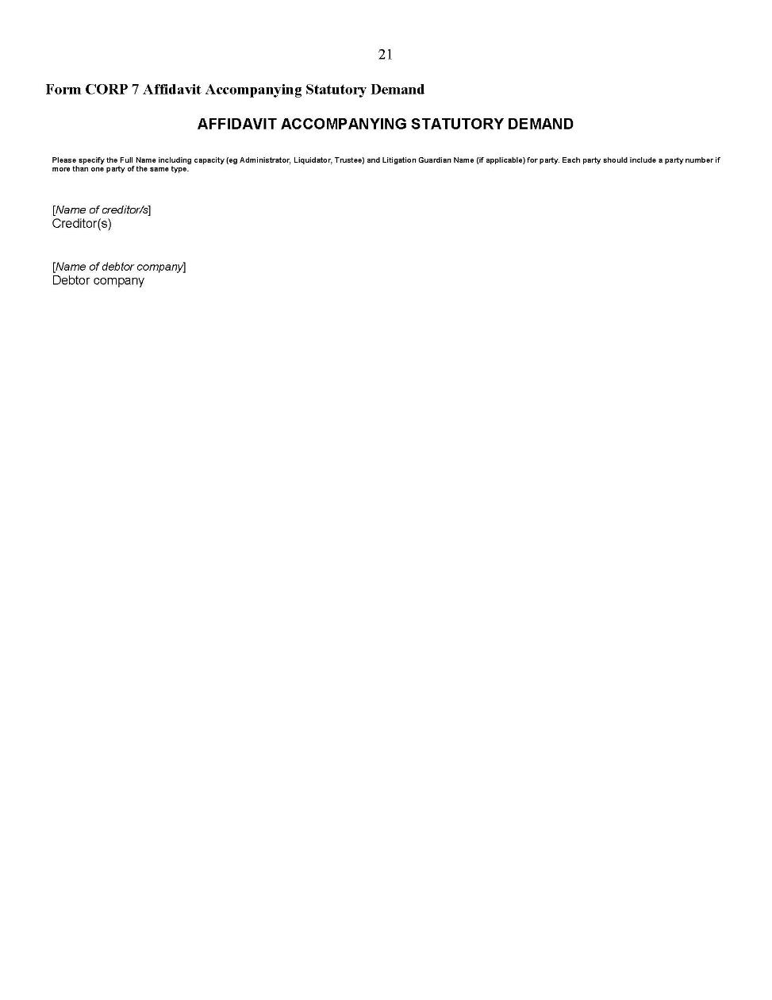 21
Form CORP 7 Affidavit Accompanying Statutory Demand
AFFIDAVIT ACCOMPANYING STATUTORY DEMAND
Please specify the Full Name including capacity (eg Administrator, Liquidator, Trustee) and Litigation Guardian Name (if applicable) for party. Each party should include a party number if
more than one party of the same type.
[Name of creditor/s]
Creditor(s)
[Name of debtor company]
Debtor company